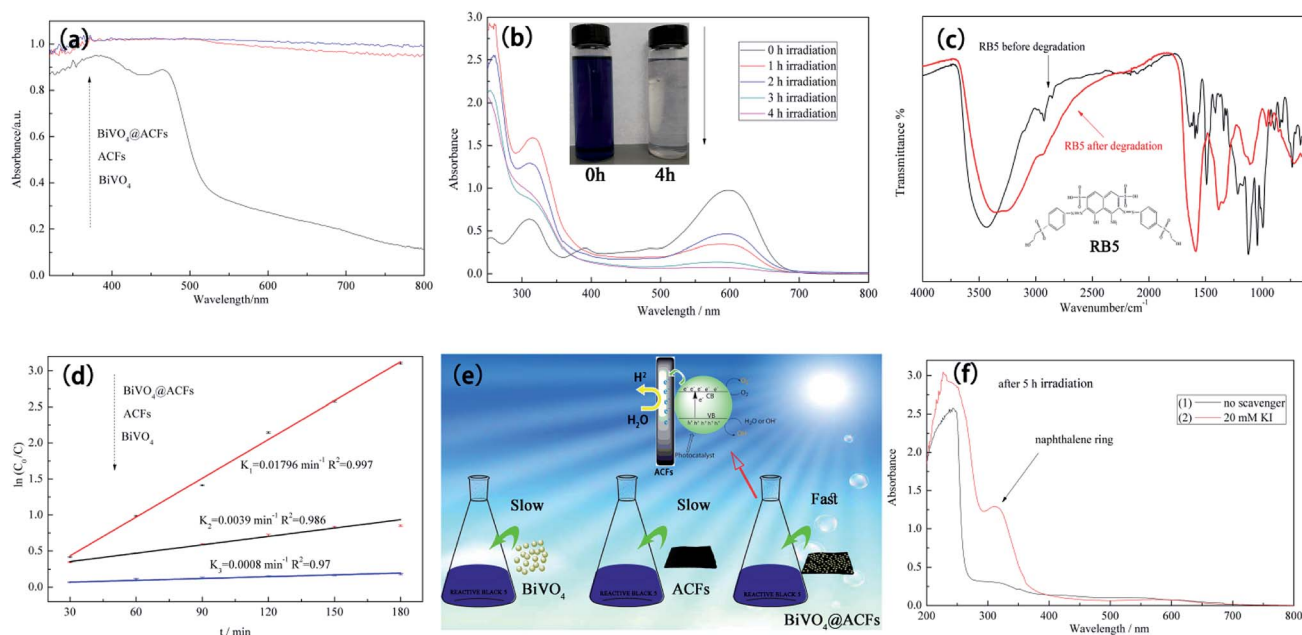 (a)
1.0
0.8
0.6
0.4
0.2
0.0
Absorbance/a.u.
BiVO4@ACFs
ACFs
BiVO4
400
500
600
700
800
Wavelength/nm
(b)
3.0
2.5
2.0
1.5
1.0
0.5
0.0
Absorbance
0 h irradiation
1 h irradiation
2 h irradiation
3 h irradiation
4 h irradiation
0h
4h
300
400
500
600
700
800
Wavelength / nm
(c)
Transmittance %
RB5 before degradation
RB5 after degradation
RB5
4000
3500
3000
2500
2000
1500
1000
Wavenumber/cm-1
(d)
3.0
2.5
2.0
1.5
1.0
0.5
0.0
ln (C0/C)
BiVO4@ACFs
ACFs
BiVO4
K1=0.01796 min-1 R2=0.997
K2=0.0039 min-1 R2=0.986
K3=0.0008 min-1 R2=0.97
30
60
90
120
150
180
t / min
(e)
H2
H2O
ACFs
CB
VB
O2
H2O or OH-
Photocatalyst
Slow
Slow
Fast
REACTIVE BLACK 5
REACTIVE BLACK 5
REACTIVE BLACK 5
BiVO4
ACFs
BiVO4@ACFs
(f)
3.0
2.5
2.0
1.5
1.0
0.5
0.0
Absorbance
after 5 h irradiation
(1) no scavenger
(2) 20 mM KI
naphthalene ring
200
300
400
500
600
700
800
Wavelength / nm